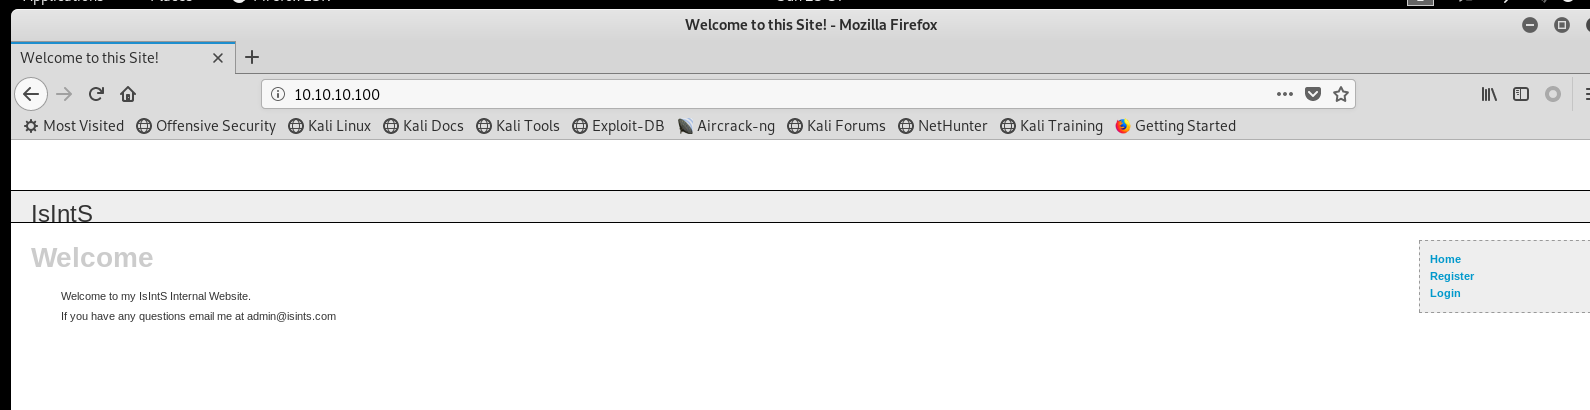 Welcome to this Site! - Mozilla Firefox
Welcome to this Site!
10.10.10.100
Most Visited Offensive Security Kali Linux Kali Docs Kali Tools Exploit-DB Aircrack-ng Kali Forums NetHunter Kali Training Getting Started
IsIntS
Welcome
Home
Register
Login
Welcome to my IsIntS Internal Website.
If you have any questions email me at admin@isints.com